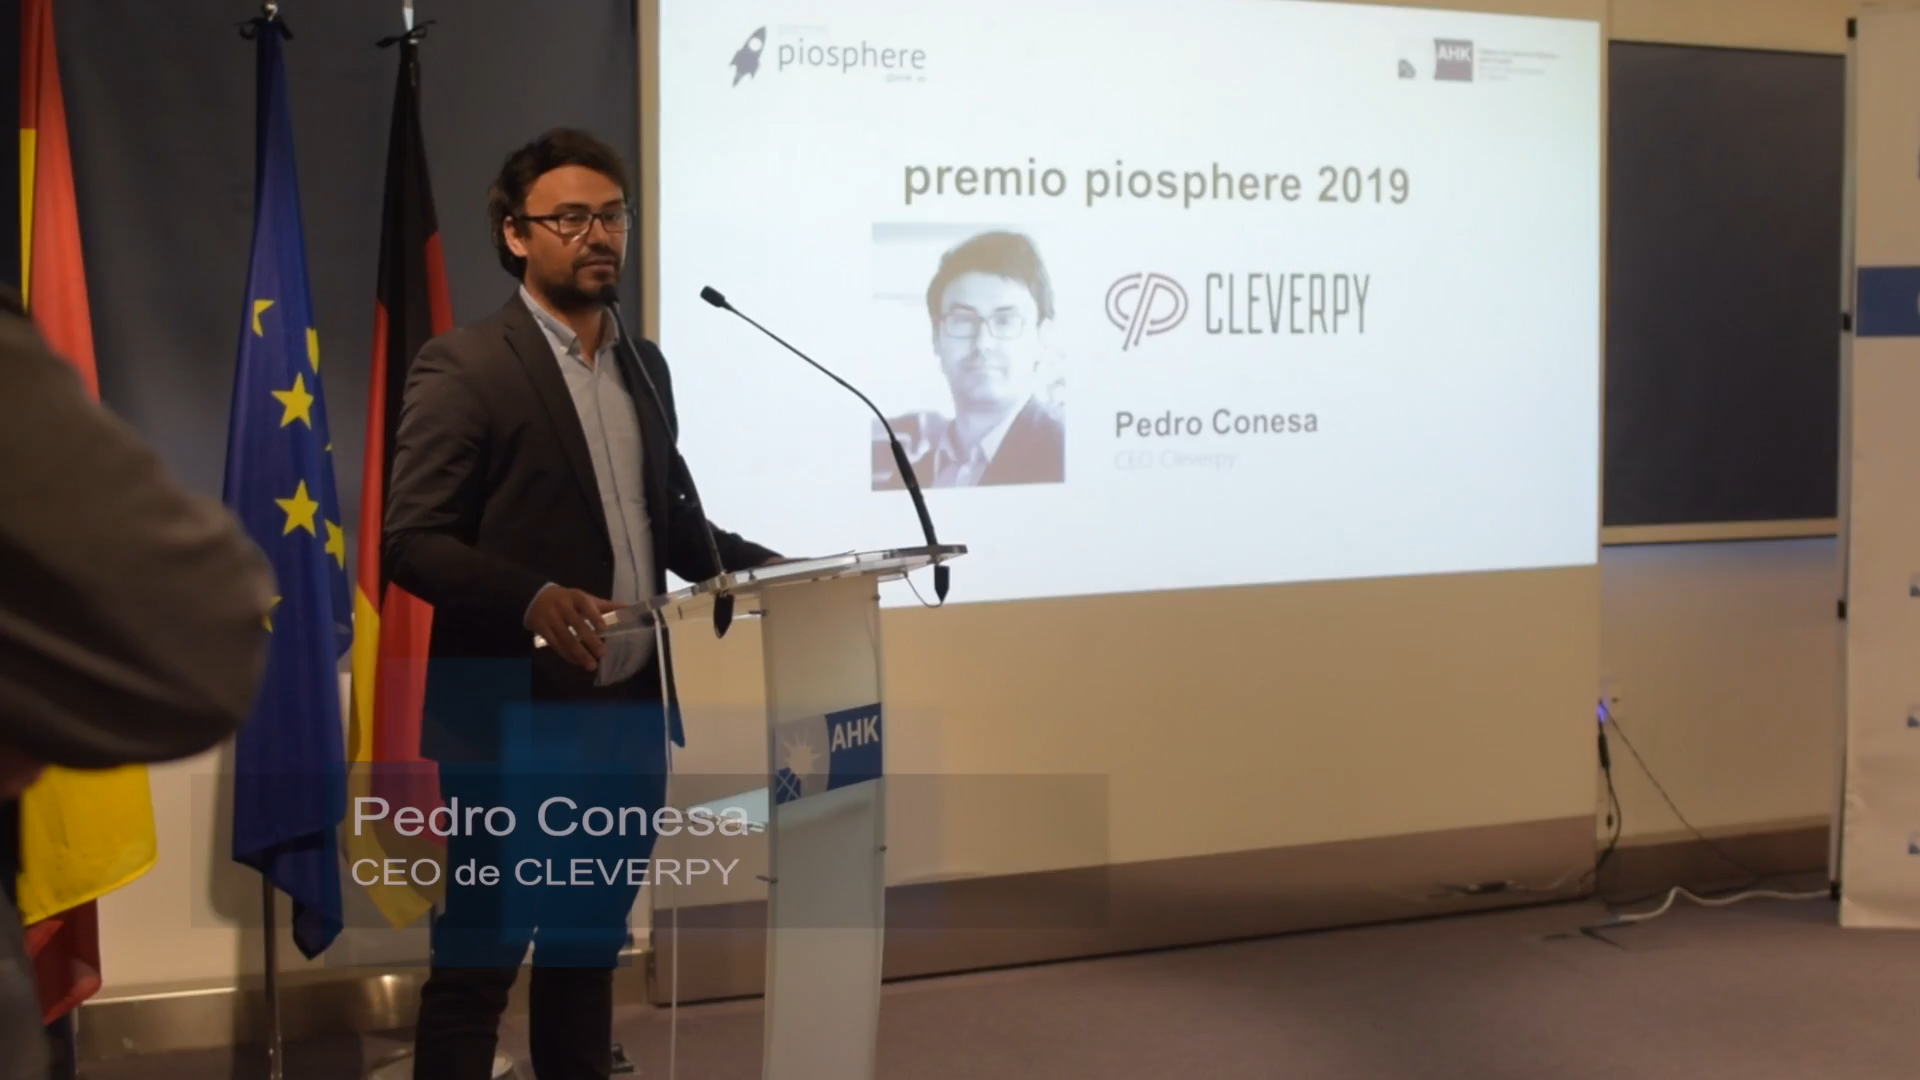 piosphere
AHK
premio piosphere 2019
CLEVERPY
Pedro Conesa
CEO Cleverpy
AHK
Pedro Conesa
CEO de CLEVERPY